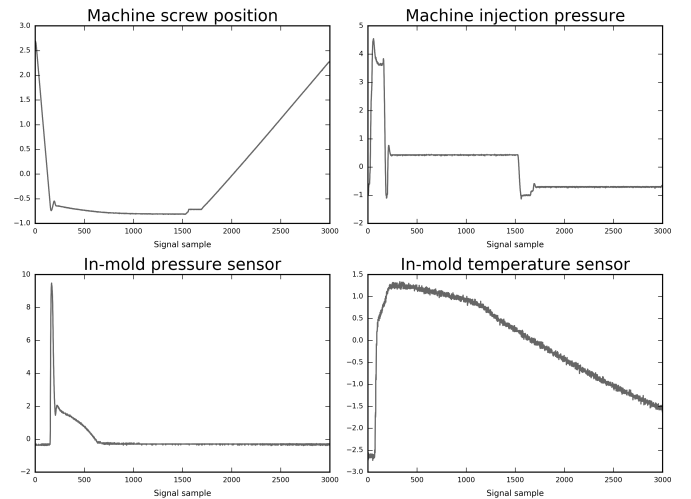 Machine screw position
3.0
2.5
2.0
1.5
1.0
0.5
0.0
−0.5
−1.0
0 500 1000 1500 2000 2500 3000
Signal sample
Machine injection pressure
5
4
3
2
1
0
−1
−2
0 500 1000 1500 2000 2500 3000
Signal sample
In-mold pressure sensor
10
8
6
4
2
0
−2
0 500 1000 1500 2000 2500 3000
Signal sample
In-mold temperature sensor
1.5
1.0
0.5
0.0
−0.5
−1.0
−1.5
−2.0
−2.5
−3.0
0 500 1000 1500 2000 2500 3000
Signal sample